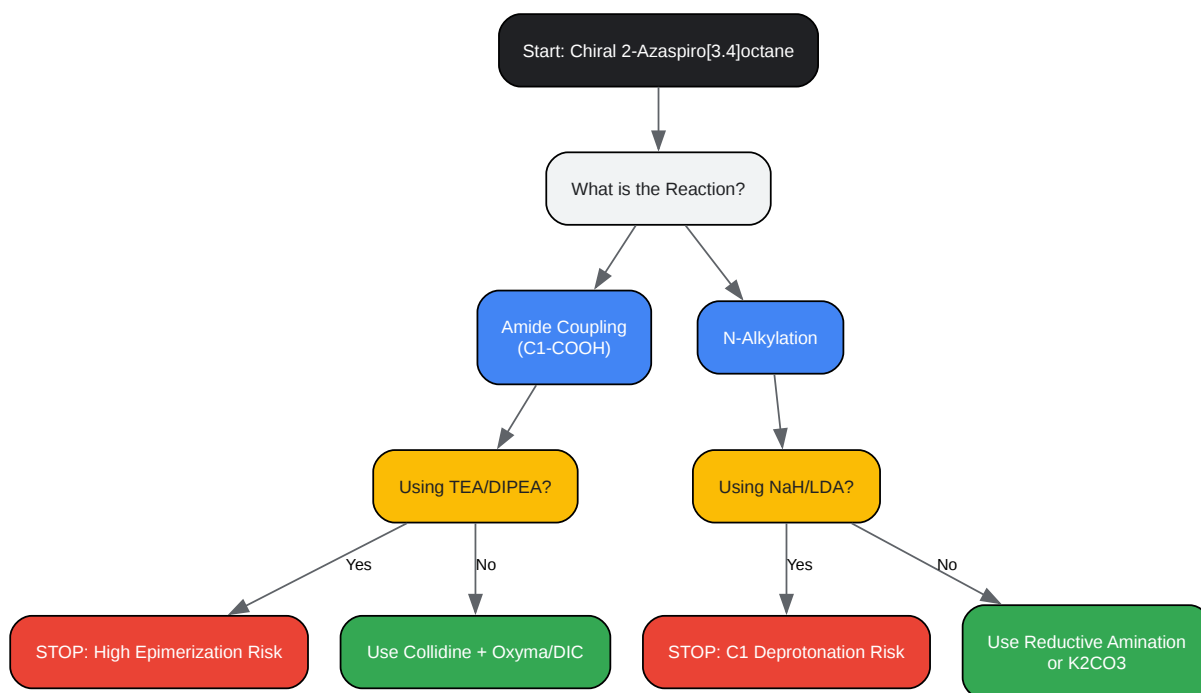 Start: Chiral 2-Azaspiro[3.4]octane
What is the Reaction?
Amide Coupling
(C1-COOH)
N-Alkylation
Using TEA/DIPEA?
Using NaH/LDA?
Yes
No
Yes
No
STOP: High Epimerization Risk
Use Collidine + Oxyma/DIC
STOP: C1 Deprotonation Risk
Use Reductive Amination
or K2CO3